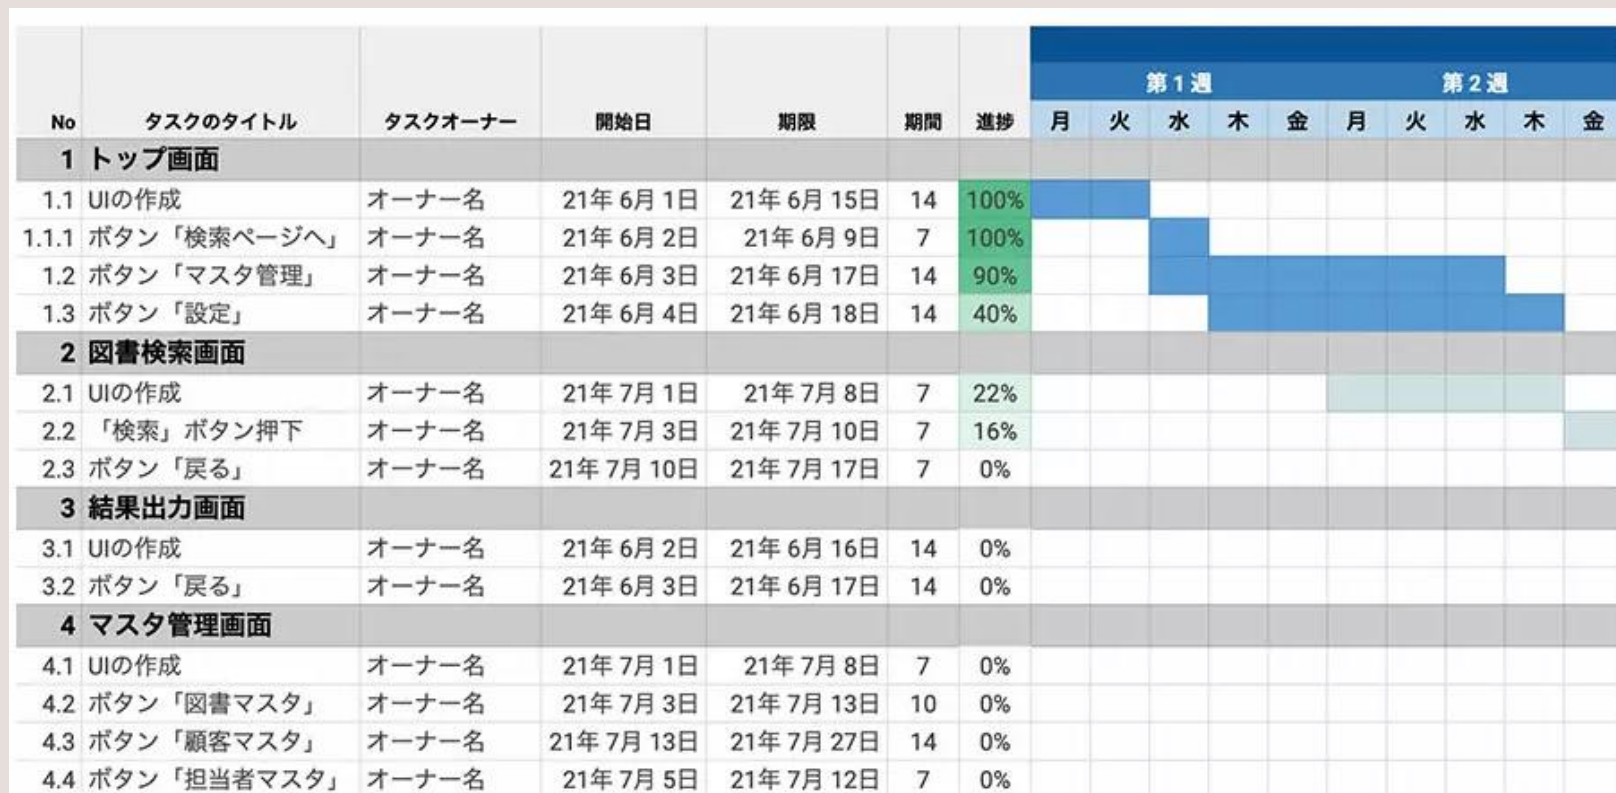 第1週 第2週
No タスクのタイトル タスクオーナー 開始日 期限 期間 進捗 月 火 水 木 金 月 火 水 木 金
1 トップ画面
1.1 UIの作成 オーナー名 21年 6月 1日 21年 6月 15日 14 100%
1.1.1 ボタン「検索ページへ」 オーナー名 21年 6月 2日 21年 6月 9日 7 100%
1.2 ボタン「マスタ管理」 オーナー名 21年 6月 3日 21年 6月 17日 14 90%
1.3 ボタン「設定」 オーナー名 21年 6月 4日 21年 6月 18日 14 40%
2 図書検索画面
2.1 UIの作成 オーナー名 21年 7月 1日 21年 7月 8日 7 22%
2.2 「検索」ボタン押下 オーナー名 21年 7月 3日 21年 7月 10日 7 16%
2.3 ボタン「戻る」 オーナー名 21年 7月 10日 21年 7月 17日 7 0%
3 結果出力画面
3.1 UIの作成 オーナー名 21年 6月 2日 21年 6月 16日 14 0%
3.2 ボタン「戻る」 オーナー名 21年 6月 3日 21年 6月 17日 14 0%
4 マスタ管理画面
4.1 UIの作成 オーナー名 21年 7月 1日 21年 7月 8日 7 0%
4.2 ボタン「図書マスタ」 オーナー名 21年 7月 3日 21年 7月 13日 10 0%
4.3 ボタン「顧客マスタ」 オーナー名 21年 7月 13日 21年 7月 27日 14 0%
4.4 ボタン「担当者マスタ」 オーナー名 21年 7月 5日 21年 7月 12日 7 0%